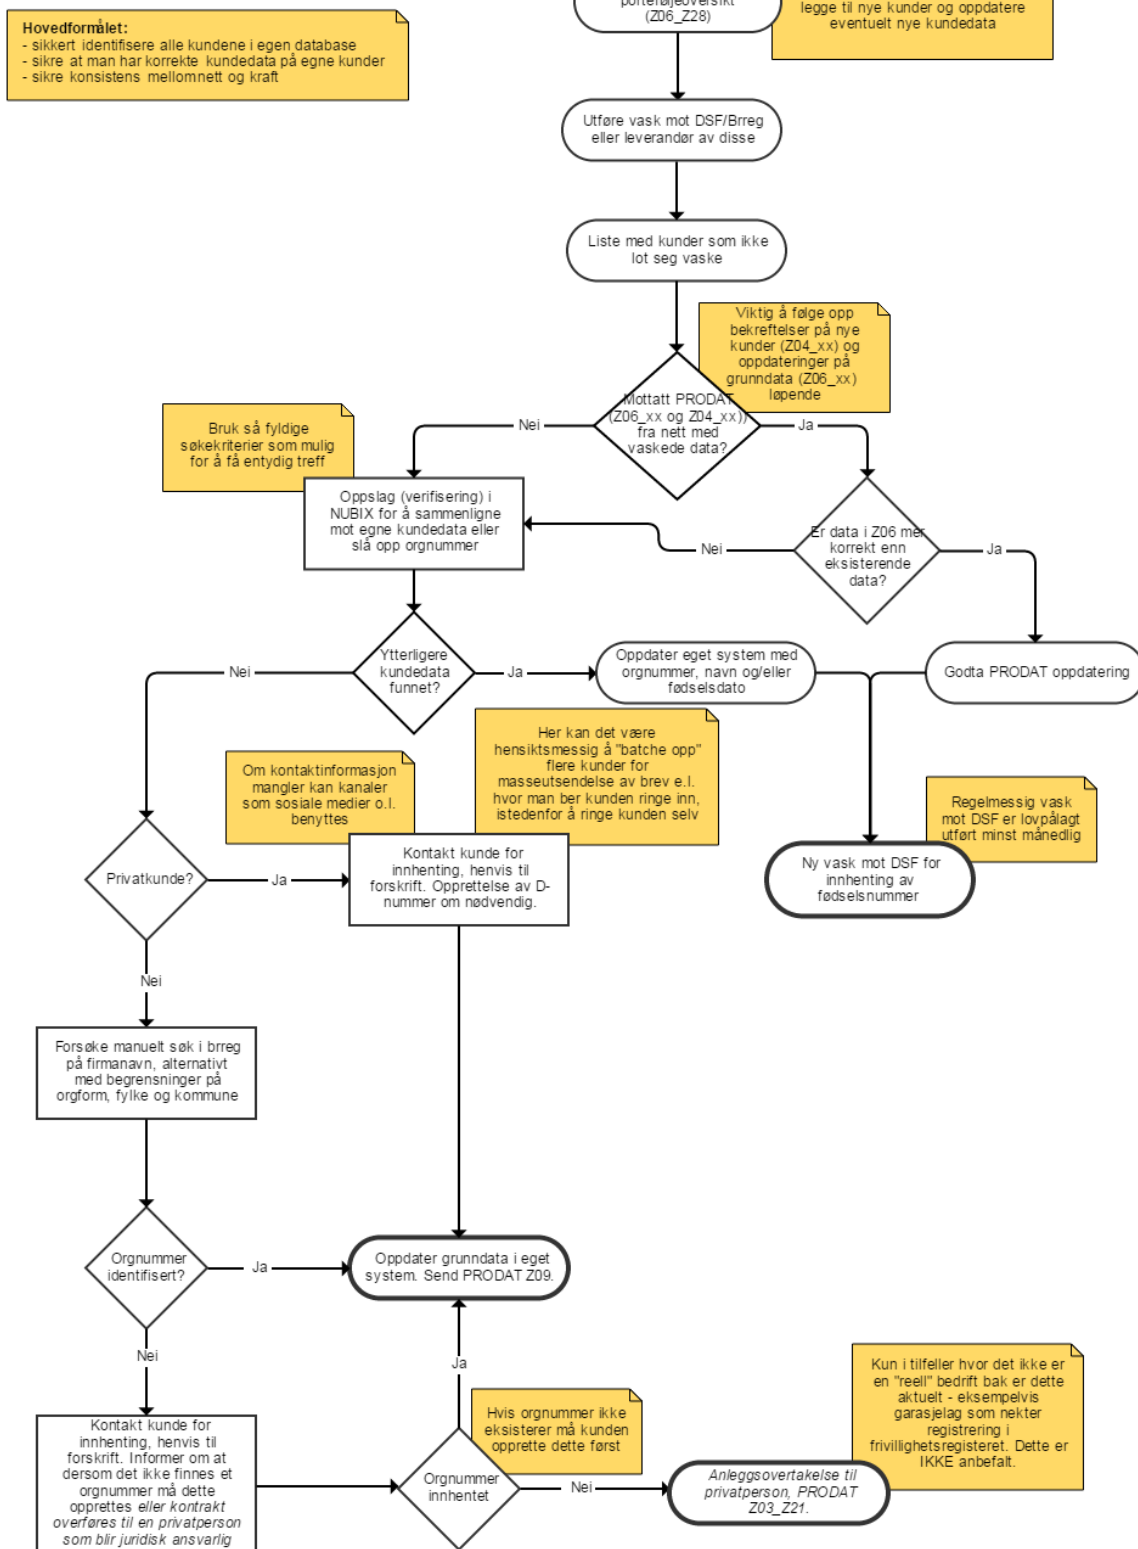 porteføljeoversikt
(Z06_Z28)
legge til nye kunder og oppdatere
eventuelt nye kundedata
Hovedformålet:
- sikkert identifisere alle kundene i egen database
- sikre at man har korrekte kundedata på egne kunder
- sikre konsistens mellomnett og kraft
Utføre vask mot DSF/Brreg
eller leverandør av disse
Liste med kunder som ikke
lot seg vaske
Viktig å følge opp
bekreftelser på nye
kunder (Z04_xx) og
oppdateringer på
grunndata (Z06_xx)
løpende
Mottatt PRODAT
(Z06_xx og Z04_xx))
fra nett med
vaskede data?
Nei
Ja
Bruk så fyldige
søkekriterier som mulig
for å få entydig treff
Oppslag (verifisering) i
NUBIX for å sammenligne
mot egne kundedata eller
slå opp orgnummer
Er data i Z06 mer
korrekt enn
eksisterende
data?
Nei
Ja
Ytterligere
kundedata
funnet?
Nei
Ja
Oppdater eget system med
orgnummer, navn og/eller
fødselsdato
Godta PRODAT oppdatering
Her kan det være
hensiktsmessig å "batche opp"
flere kunder for
masseutsendelse av brev e.l.
hvor man ber kunden ringe inn,
istedenfor å ringe kunden selv
Om kontaktinformasjon
mangler kan kanaler
som sosiale medier o.l.
benyttes
Regelmessig vask
mot DSF er lovpålagt
utført minst månedlig
Privatkunde?
Ja
Kontakt kunde for
innhenting, henvis til
forskrift. Opprettelse av D-
nummer om nødvendig.
Ny vask mot DSF for
innhenting av
fødselsnummer
Nei
Forsøke manuelt søk i brreg
på firmanavn, alternativt
med begrensninger på
orgform, fylke og kommune
Orgnummer
identifisert?
Ja
Oppdater grunndata i eget
system. Send PRODAT Z09.
Nei
Ja
Kontakt kunde for
innhenting, henvis til
forskrift. Informer om at
dersom det ikke finnes et
orgnummer må dette
opprettes eller kontrakt
overføres til en privatperson
som blir juridisk ansvarlig
Hvis orgnummer ikke
eksisterer må kunden
opprette dette først
Orgnummer
innhentet
Nei
Kun i tilfeller hvor det ikke er
en "reell" bedrift bak er dette
aktuelt - eksempelvis
garasjelag som nekter
registrering i
frivillighetsregisteret. Dette er
IKKE anbefalt.
Anleggsovertakelse til
privatperson, PRODAT
Z03_Z21.